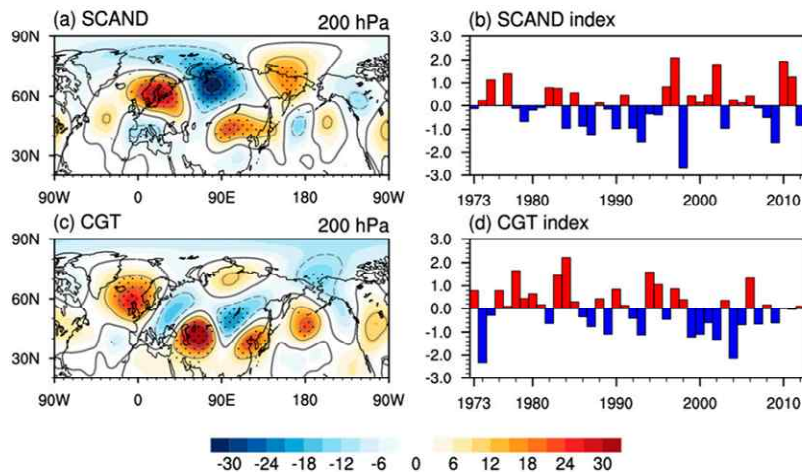 (a) SCAND 200 hPa
90N
60N
30N
90W 0 90E 180 90W
(b) SCAND index
3.0
2.0
1.0
0.0
-1.0
-2.0
-3.0
1973 1980 1990 2000 2010
(c) CGT 200 hPa
90N
60N
30N
90W 0 90E 180 90W
(d) CGT index
3.0
2.0
1.0
0.0
-1.0
-2.0
-3.0
1973 1980 1990 2000 2010
-30 -24 -18 -12 -6 0 6 12 18 24 30